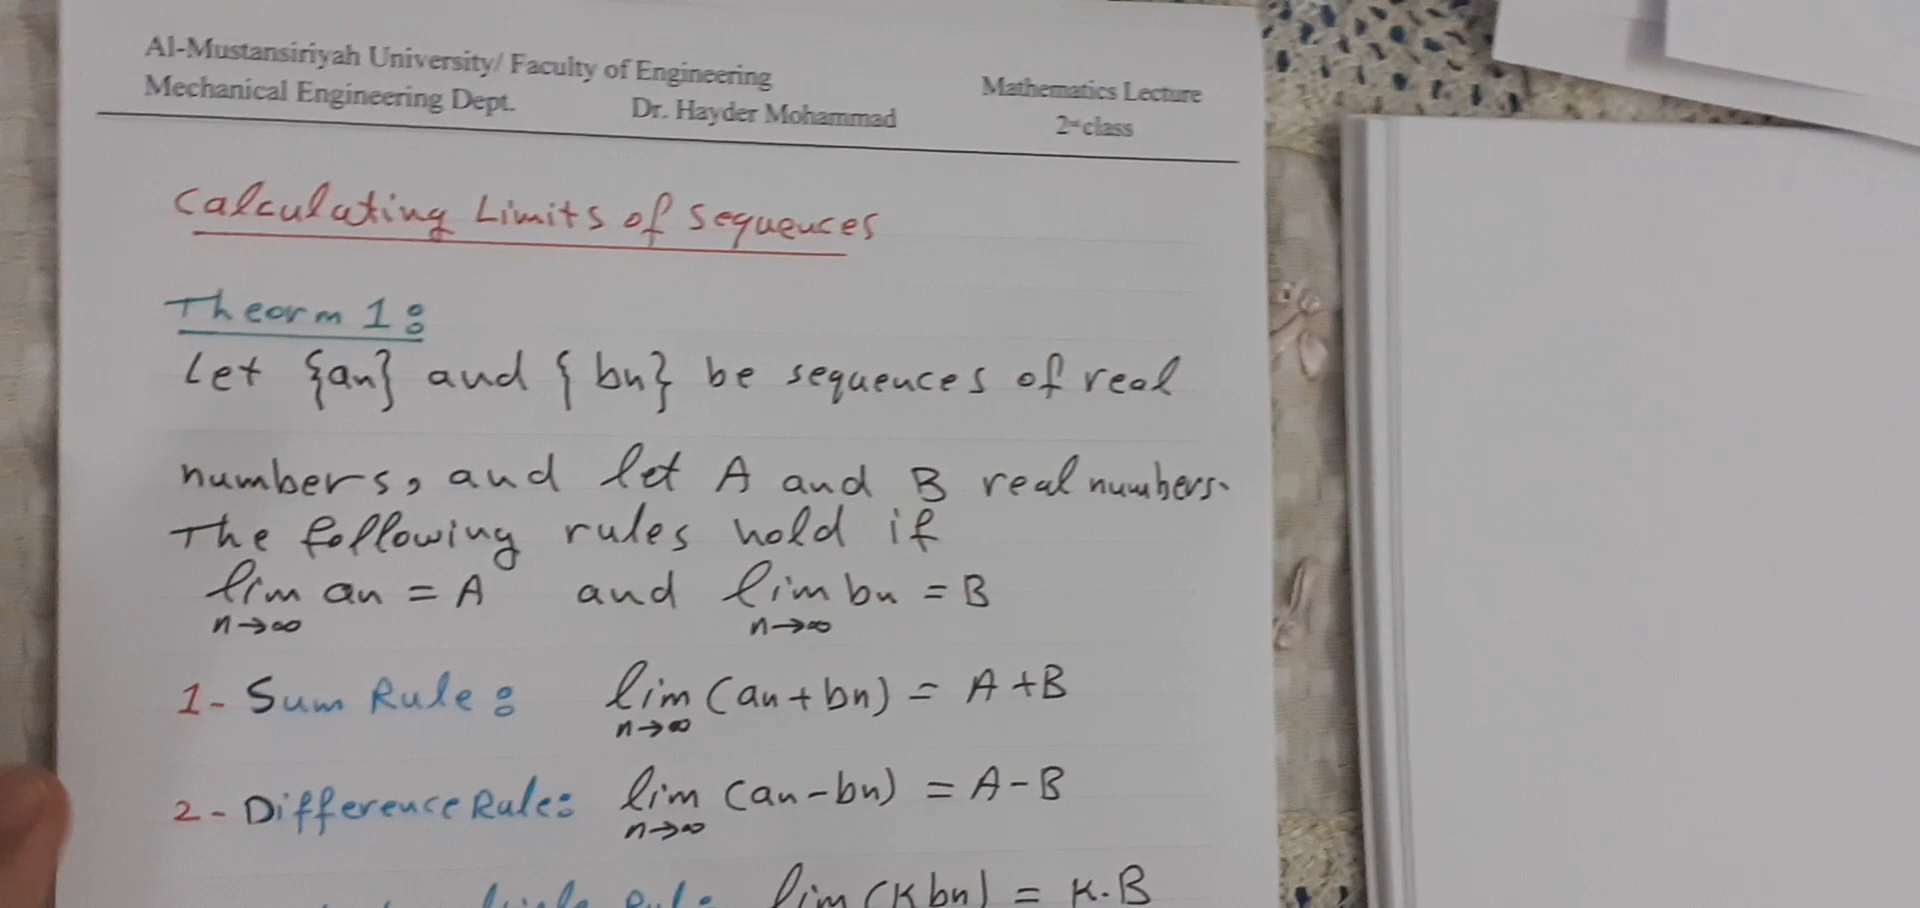 Al-Mustansiriyah University/ Faculty of Engineering
Mechanical Engineering Dept. Dr. Hayder Mohammad
Mathematics Lecture
2nd class
Calculating Limits of Sequences
Theorm 1:
Let {an} and {bn} be sequences of real
numbers, and let A and B real numbers.
The following rules hold if
lim an = A and lim bn = B
n→∞ n→∞
1- Sum Rule: lim (an+bn) = A+B
n→∞
2- Difference Rule: lim (an-bn) = A-B
n→∞
Rule lim (K bn) = K.B